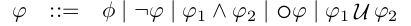 φ ::= ϕ | ¬φ | φ₁ ∧ φ₂ | ○φ | φ₁ 𝒰 φ₂